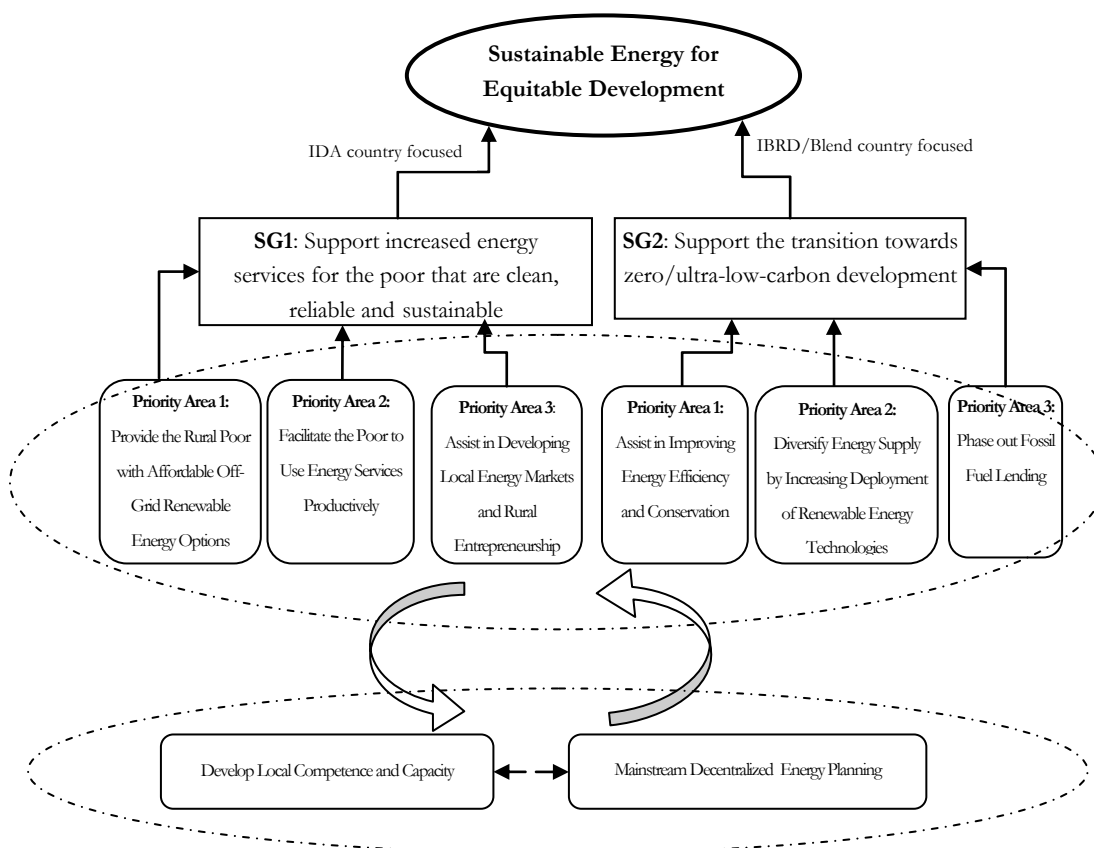 Sustainable Energy for
Equitable Development
IDA country focused
IBRD/Blend country focused
SG1: Support increased energy
services for the poor that are clean,
reliable and sustainable
SG2: Support the transition towards
zero/ultra-low-carbon development
Priority Area 1:
Provide the Rural Poor
with Affordable Off-
Grid Renewable
Energy Options
Priority Area 2:
Facilitate the Poor to
Use Energy Services
Productively
Priority Area 3:
Assist in Developing
Local Energy Markets
and Rural
Entrepreneurship
Priority Area 1:
Assist in Improving
Energy Efficiency
and Conservation
Priority Area 2:
Diversify Energy Supply
by Increasing Deployment
of Renewable Energy
Technologies
Priority Area 3:
Phase out Fossil
Fuel Lending
Develop Local Competence and Capacity
Mainstream Decentralized Energy Planning